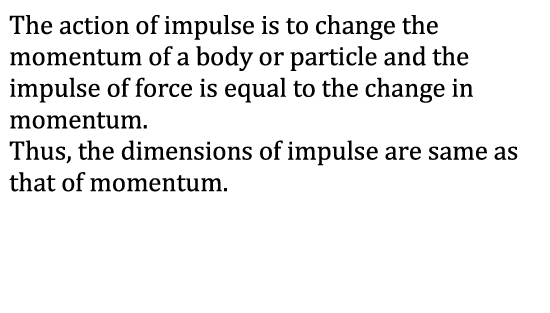 The action of impulse is to change the
momentum of a body or particle and the
impulse of force is equal to the change in
momentum.
Thus, the dimensions of impulse are same as
that of momentum.